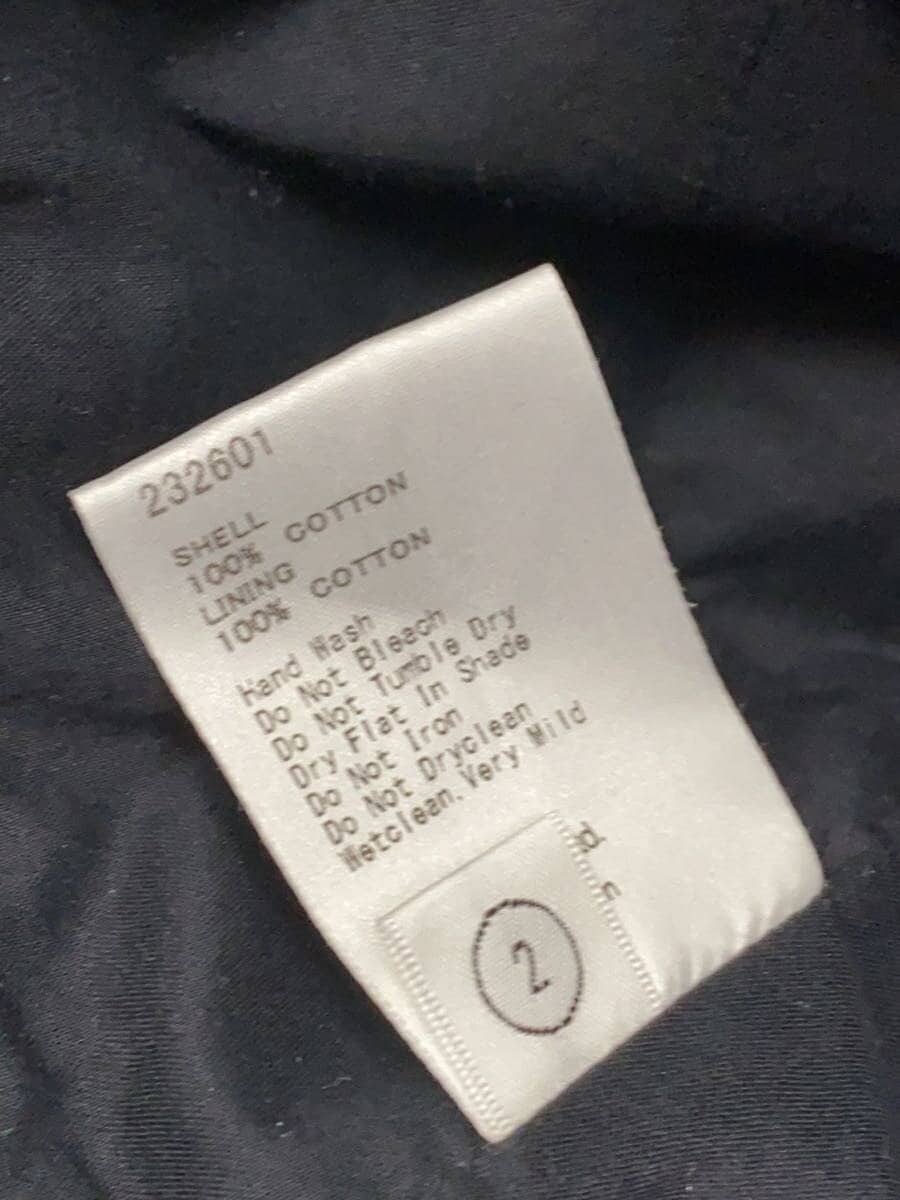 232601
SHELL
100% COTTON
LINING
100% COTTON
Hand Wash
Do Not Bleach
Do Not Tumble Dry
Dry Flat In Shade
Do Not Iron
Do Not Dryclean
Wetclean.Very Mild
2